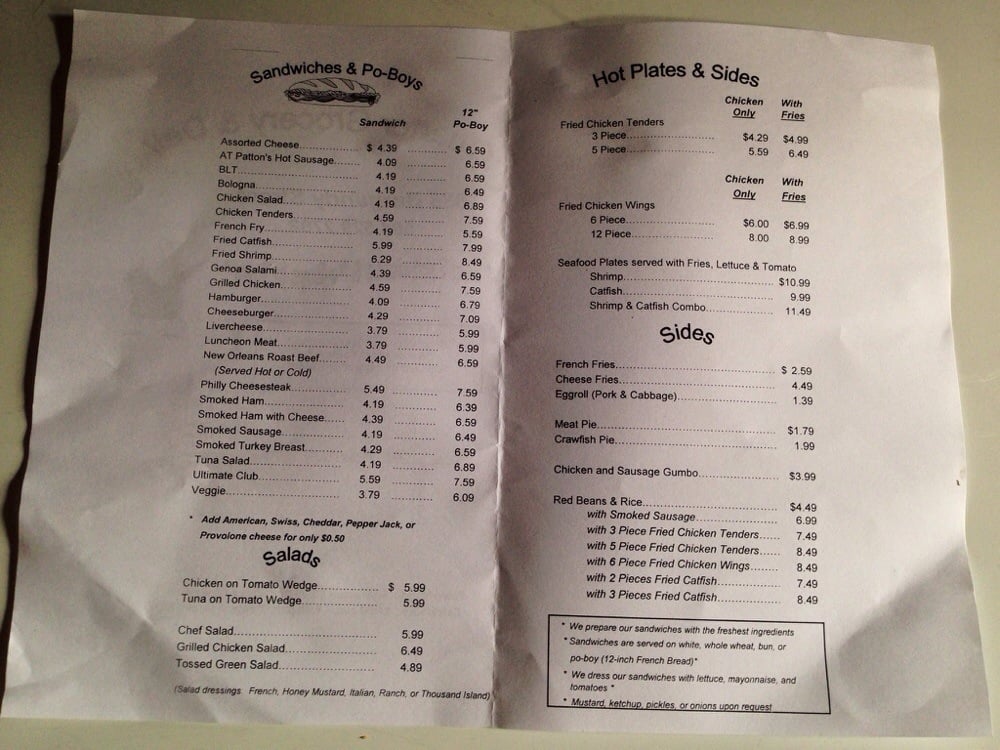 Sandwiches & Po-Boys
Sandwich 12" Po-Boy
Assorted Cheese $ 4.39 $ 6.59
AT Patton's Hot Sausage 4.09 6.59
BLT 4.19 6.59
Bologna 4.19 6.49
Chicken Salad 4.19 6.89
Chicken Tenders 4.59 7.59
French Fry 4.19 5.59
Fried Catfish 5.99 7.99
Fried Shrimp 6.29 8.49
Genoa Salami 4.39 6.59
Grilled Chicken 4.59 7.59
Hamburger 4.09 6.79
Cheeseburger 4.29 7.09
Livercheese 3.79 5.99
Luncheon Meat 3.79 5.99
New Orleans Roast Beef 4.49 6.59
(Served Hot or Cold)
Philly Cheesesteak 5.49 7.59
Smoked Ham 4.19 6.39
Smoked Ham with Cheese 4.39 6.59
Smoked Sausage 4.19 6.49
Smoked Turkey Breast 4.29 6.59
Tuna Salad 4.19 6.89
Ultimate Club 5.59 7.59
Veggie 3.79 6.09
* Add American, Swiss, Cheddar, Pepper Jack, or
Provolone cheese for only $0.50
Salads
Chicken on Tomato Wedge $ 5.99
Tuna on Tomato Wedge 5.99
Chef Salad 5.99
Grilled Chicken Salad 6.49
Tossed Green Salad 4.89
(Salad dressings French, Honey Mustard, Italian, Ranch, or Thousand Island)
Hot Plates & Sides
Chicken Only With Fries
Fried Chicken Tenders
3 Piece $4.29 $4.99
5 Piece 5.59 6.49
Chicken Only With Fries
Fried Chicken Wings
6 Piece $6.00 $6.99
12 Piece 8.00 8.99
Seafood Plates served with Fries, Lettuce & Tomato
Shrimp $10.99
Catfish 9.99
Shrimp & Catfish Combo 11.49
Sides
French Fries $ 2.59
Cheese Fries 4.49
Eggroll (Pork & Cabbage) 1.39
Meat Pie $1.79
Crawfish Pie 1.99
Chicken and Sausage Gumbo $3.99
Red Beans & Rice $4.49
with Smoked Sausage 6.99
with 3 Piece Fried Chicken Tenders 7.49
with 5 Piece Fried Chicken Tenders 8.49
with 6 Piece Fried Chicken Wings 8.49
with 2 Pieces Fried Catfish 7.49
with 3 Pieces Fried Catfish 8.49
* We prepare our sandwiches with the freshest ingredients
* Sandwiches are served on white, whole wheat, bun, or
po-boy (12-inch French Bread)*
* We dress our sandwiches with lettuce, mayonnaise, and
tomatoes *
* Mustard, ketchup, pickles, or onions upon request